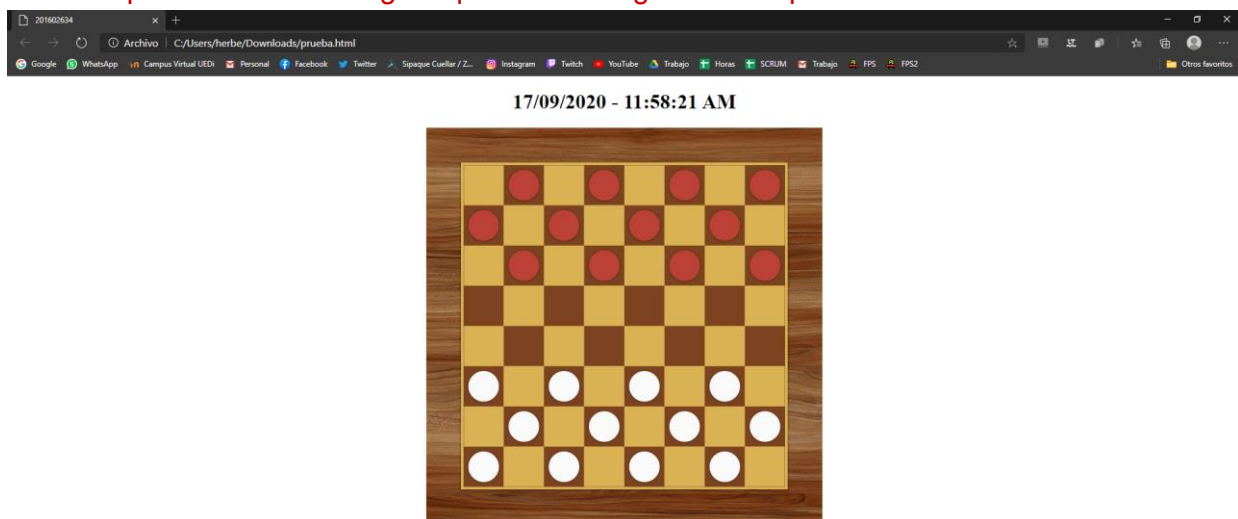 201602634
Archivo | C:/Users/herbe/Downloads/prueba.html
Google WhatsApp Campus Virtual UEDi Personal Facebook Twitter Sipaque Cuellar / Z... Instagram Twitch YouTube Trabajo Horas SCRUM Trabajo FPS FPS2 Otros favoritos
17/09/2020 - 11:58:21 AM